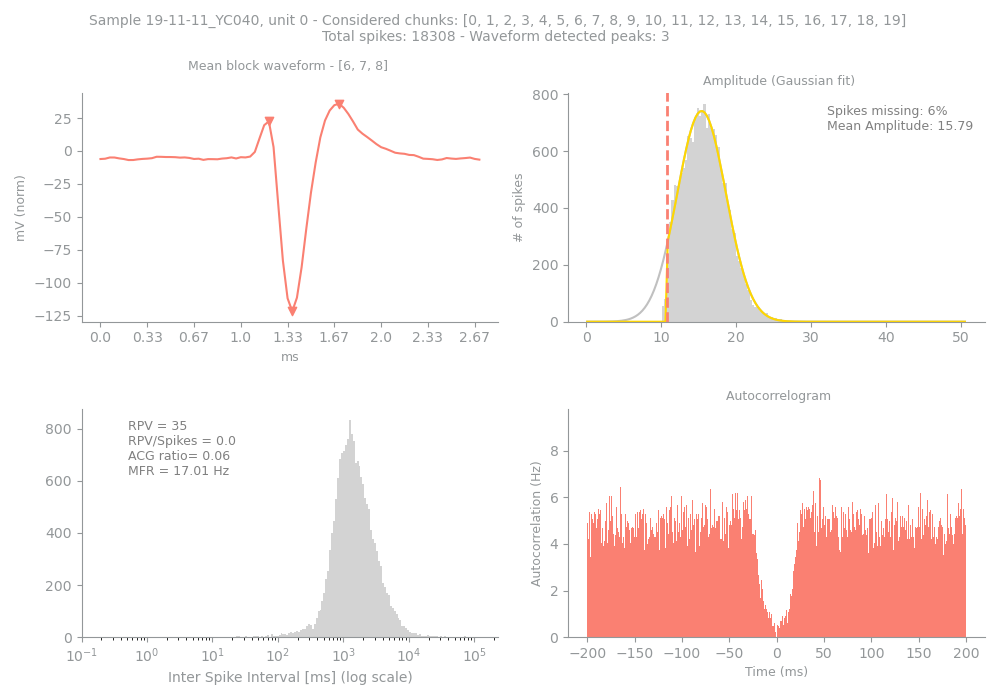 Sample 19-11-11_YC040, unit 0 - Considered chunks: [0, 1, 2, 3, 4, 5, 6, 7, 8, 9, 10, 11, 12, 13, 14, 15, 16, 17, 18, 19]
Total spikes: 18308 - Waveform detected peaks: 3
Mean block waveform - [6, 7, 8]
mV (norm)
25
0
−25
−50
−75
−100
−125
0.0 0.33 0.67 1.0 1.33 1.67 2.0 2.33 2.67
ms
Amplitude (Gaussian fit)
Spikes missing: 6%
Mean Amplitude: 15.79
# of spikes
800
600
400
200
0
0 10 20 30 40 50
RPV = 35
RPV/Spikes = 0.0
ACG ratio= 0.06
MFR = 17.01 Hz
800
600
400
200
0
10⁻¹ 10⁰ 10¹ 10² 10³ 10⁴ 10⁵
Inter Spike Interval [ms] (log scale)
Autocorrelogram
Autocorrelation (Hz)
8
6
4
2
0
−200 −150 −100 −50 0 50 100 150 200
Time (ms)